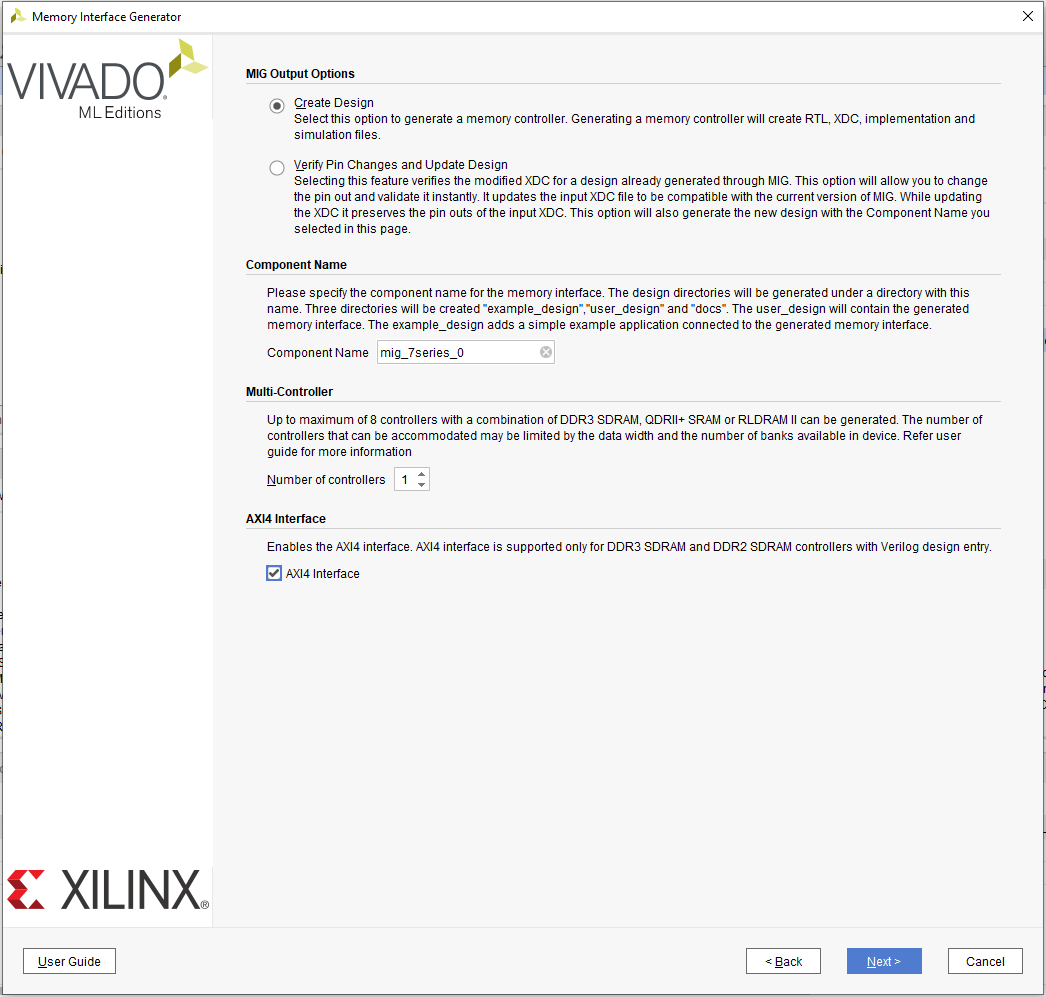 Memory Interface Generator
VIVADO.
ML Editions
MIG Output Options
Create Design
Select this option to generate a memory controller. Generating a memory controller will create RTL, XDC, implementation and
simulation files.
Verify Pin Changes and Update Design
Selecting this feature verifies the modified XDC for a design already generated through MIG. This option will allow you to change
the pin out and validate it instantly. It updates the input XDC file to be compatible with the current version of MIG. While updating
the XDC it preserves the pin outs of the input XDC. This option will also generate the new design with the Component Name you
selected in this page.
Component Name
Please specify the component name for the memory interface. The design directories will be generated under a directory with this
name. Three directories will be created "example_design","user_design" and "docs". The user_design will contain the generated
memory interface. The example_design adds a simple example application connected to the generated memory interface.
Component Name mig_7series_0
Multi-Controller
Up to maximum of 8 controllers with a combination of DDR3 SDRAM, QDRII+ SRAM or RLDRAM II can be generated. The number of
controllers that can be accommodated may be limited by the data width and the number of banks available in device. Refer user
guide for more information
Number of controllers 1
AXI4 Interface
Enables the AXI4 interface. AXI4 interface is supported only for DDR3 SDRAM and DDR2 SDRAM controllers with Verilog design entry.
AXI4 Interface
XILINX®
User Guide
< Back
Next >
Cancel